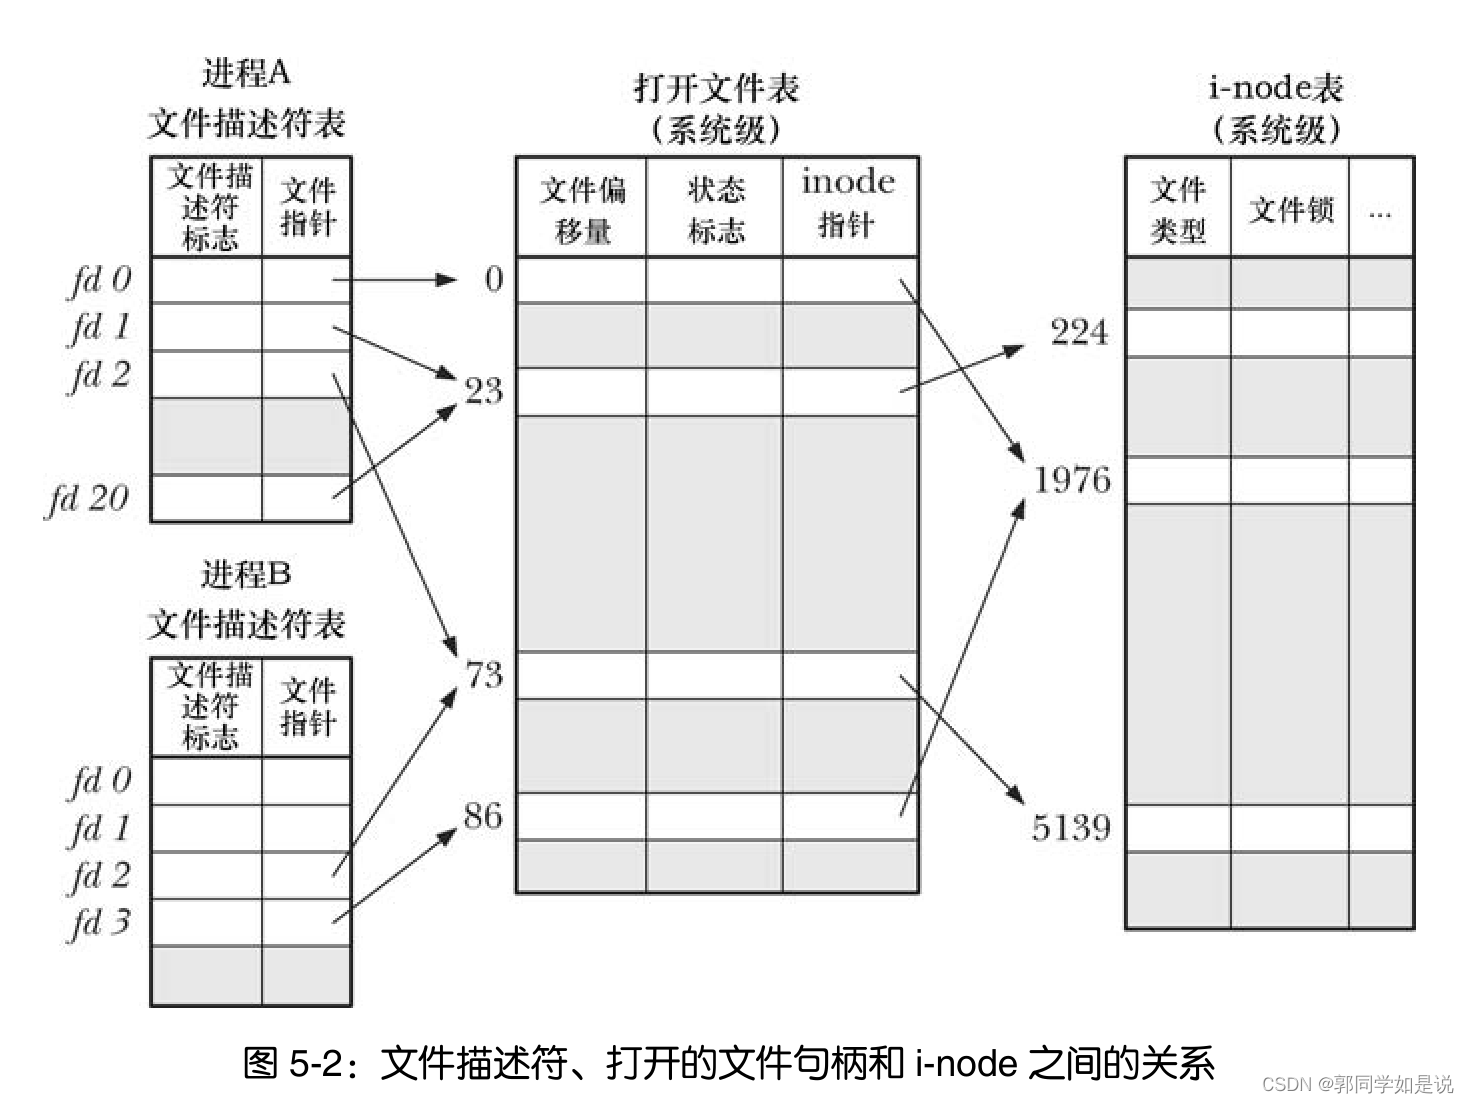 进程A
文件描述符表
文件描
述符
标志
文件
指针
fd 0
fd 1
fd 2
fd 20
进程B
文件描述符表
文件描
述符
标志
文件
指针
fd 0
fd 1
fd 2
fd 3
打开文件表
(系统级)
文件偏
移量
状态
标志
inode
指针
0
23
73
86
i-node表
(系统级)
文件
类型
文件锁
...
224
1976
5139
图 5-2：文件描述符、打开的文件句柄和 i-node 之间的关系
CSDN @郭同学如是说